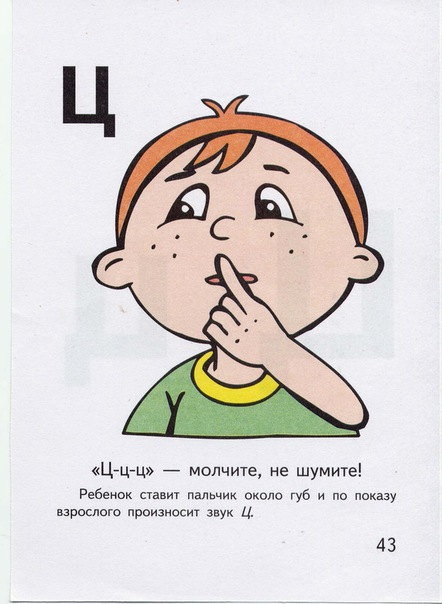 Ц
«Ц-ц-ц» — молчите, не шумите!
Ребенок ставит пальчик около губ и по показу
взрослого произносит звук Ц.
43